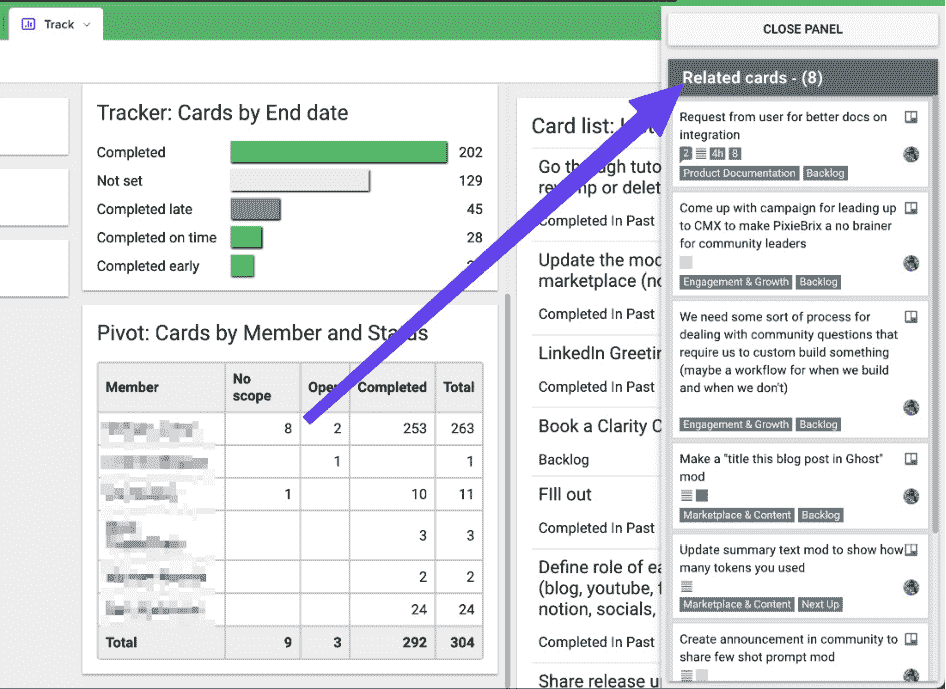 Track
Tracker: Cards by End date
Completed 202
Not set 129
Completed late 45
Completed on time 28
Completed early
Pivot: Cards by Member and Status
Member No scope Open Completed Total
8 2 253 263
1 1
1 10 11
3 3
2 2
24 24
Total 9 3 292 304
Card list:
Go through
revamp or
Completed In Past
Update the
marketplace
Completed In Past
LinkedIn
Completed In Past
Book a Clarity
Backlog
FIll out
Completed In Past
Define role of
(blog, youtube,
notion, socials,
Completed In Past
Share release
CLOSE PANEL
Related cards - (8)
Request from user for better docs on
integration
2 4h 8
Product Documentation Backlog
Come up with campaign for leading up
to CMX to make PixieBrix a no brainer
for community leaders
Engagement & Growth Backlog
We need some sort of process for
dealing with community questions that
require us to custom build something
(maybe a workflow for when we build
and when we don't)
Engagement & Growth Backlog
Make a "title this blog post in Ghost"
mod
Marketplace & Content Backlog
Update summary text mod to show how
many tokens you used
Marketplace & Content Next Up
Create announcement in community to
share few shot prompt mod